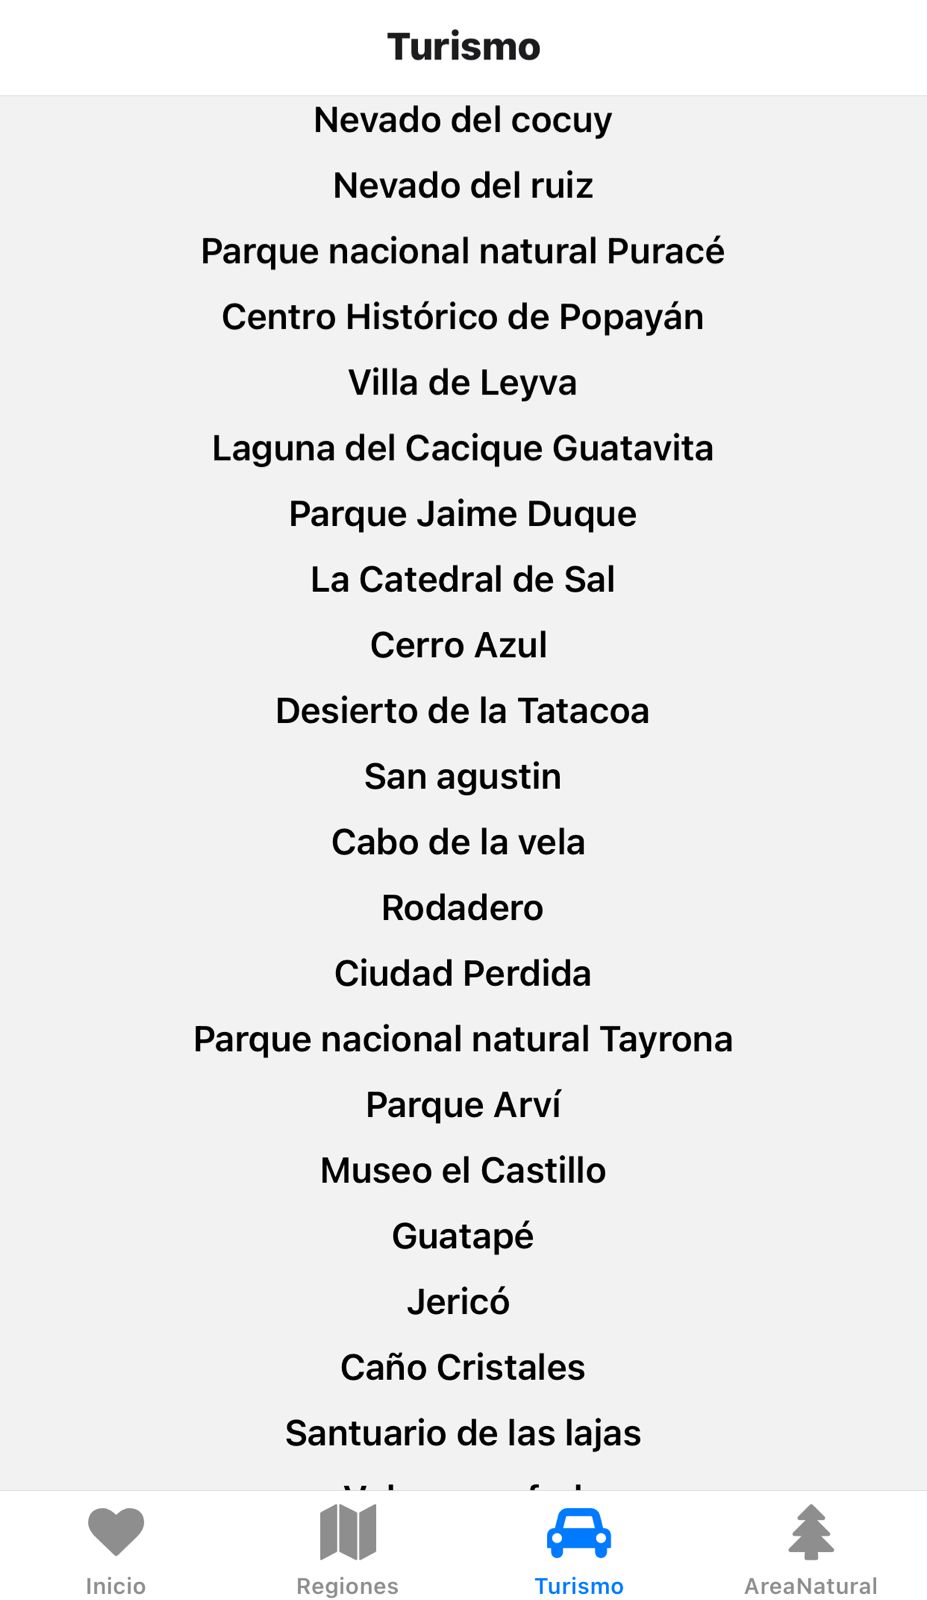 Turismo
Nevado del cocuy
Nevado del ruiz
Parque nacional natural Puracé
Centro Histórico de Popayán
Villa de Leyva
Laguna del Cacique Guatavita
Parque Jaime Duque
La Catedral de Sal
Cerro Azul
Desierto de la Tatacoa
San agustin
Cabo de la vela
Rodadero
Ciudad Perdida
Parque nacional natural Tayrona
Parque Arví
Museo el Castillo
Guatapé
Jericó
Caño Cristales
Santuario de las lajas
Inicio
Regiones
Turismo
AreaNatural